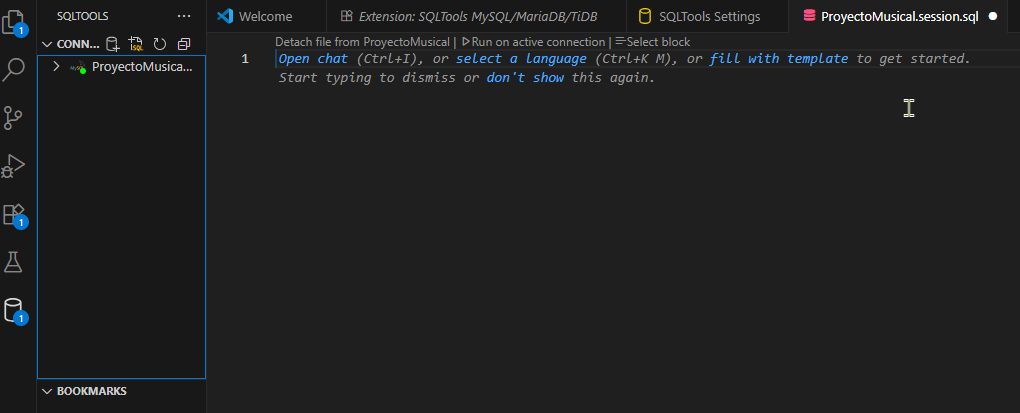 SQLTOOLS ···
Welcome
Extension: SQLTools MySQL/MariaDB/TiDB
SQLTools Settings
ProyectoMusical.session.sql
CONN...
ProyectoMusica...
Detach file from ProyectoMusical | Run on active connection | Select block
1 Open chat (Ctrl+I), or select a language (Ctrl+K M), or fill with template to get started.
Start typing to dismiss or don't show this again.
1
1
1
BOOKMARKS